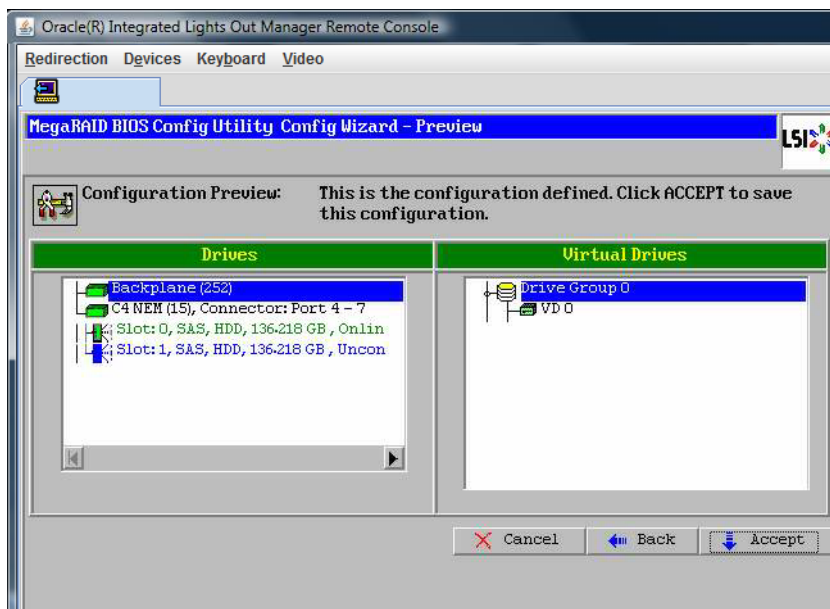 Oracle(R) Integrated Lights Out Manager Remote Console
Redirection Devices Keyboard Video
MegaRAID BIOS Config Utility Config Wizard - Preview
LSI
Configuration Preview: This is the configuration defined. Click ACCEPT to save
this configuration.
Drives
Backplane (252)
C4 NEM (15), Connector: Port 4 - 7
Slot: 0, SAS, HDD, 136.218 GB , Onlin
Slot: 1, SAS, HDD, 136.218 GB , Uncon
Virtual Drives
Drive Group 0
VD 0
Cancel
Back
Accept